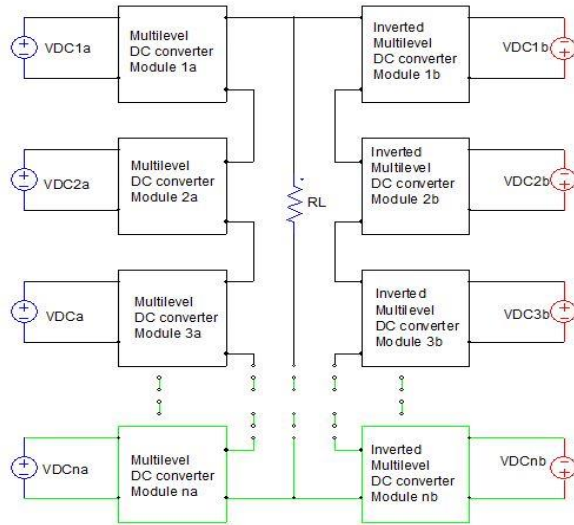 VDC1a
Multilevel
DC converter
Module 1a
Inverted
Multilevel
DC converter
Module 1b
VDC1b
VDC2a
Multilevel
DC converter
Module 2a
RL
Inverted
Multilevel
DC converter
Module 2b
VDC2b
VDCa
Multilevel
DC converter
Module 3a
Inverted
Multilevel
DC converter
Module 3b
VDC3b
VDCna
Multilevel
DC converter
Module na
Inverted
Multilevel
DC converter
Module nb
VDCnb